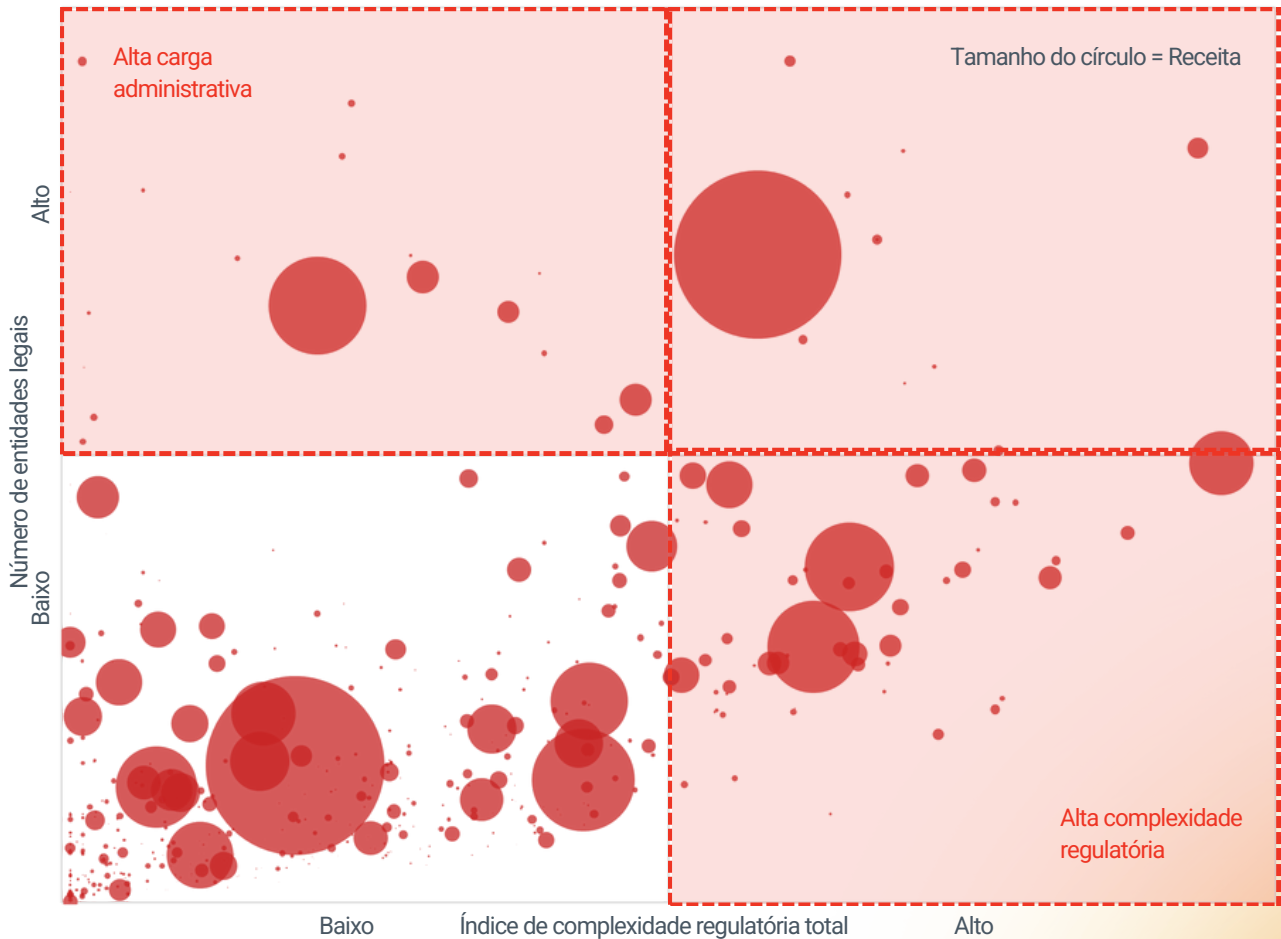 Alta carga
administrativa
Tamanho do círculo = Receita
Alto
Número de entidades legais
Baixo
Alta complexidade
regulatória
Baixo
Índice de complexidade regulatória total
Alto